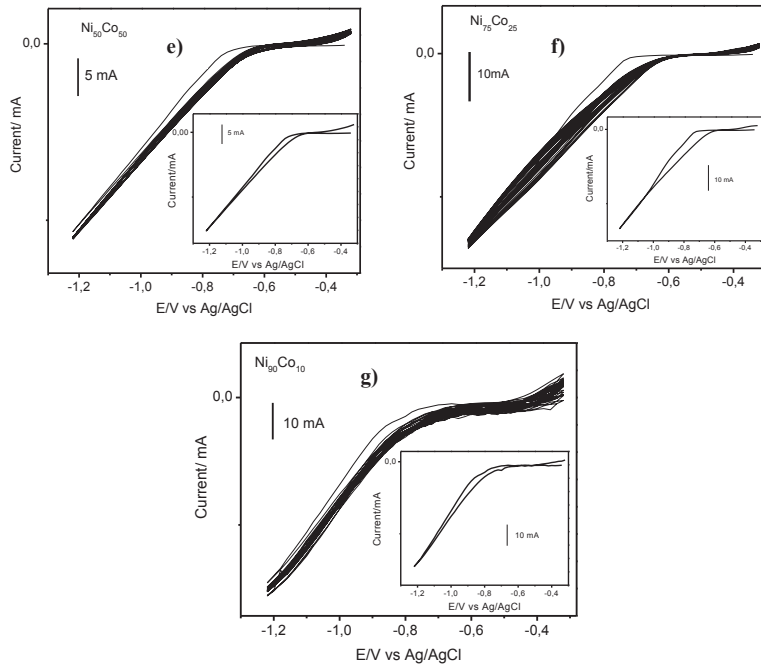 Ni50Co50
e)
0,0
5 mA
Current/ mA
0,00
5 mA
Current/mA
-1,2 -1,0 -0,8 -0,6 -0,4
E/V vs Ag/AgCl
-1,2 -1,0 -0,8 -0,6 -0,4
E/V vs Ag/AgCl
Ni75Co25
f)
0,0
10mA
Current/ mA
0,0
10 mA
Current/mA
-1,2 -1,0 -0,8 -0,6 -0,4
E/V vs Ag/AgCl
-1,2 -1,0 -0,8 -0,6 -0,4
E/V vs Ag/AgCl
Ni90Co10
g)
0,0
10 mA
Current/ mA
0,0
10 mA
Current/mA
-1,2 -1,0 -0,8 -0,6 -0,4
E/V vs Ag/AgCl
-1,2 -1,0 -0,8 -0,6 -0,4
E/V vs Ag/AgCl